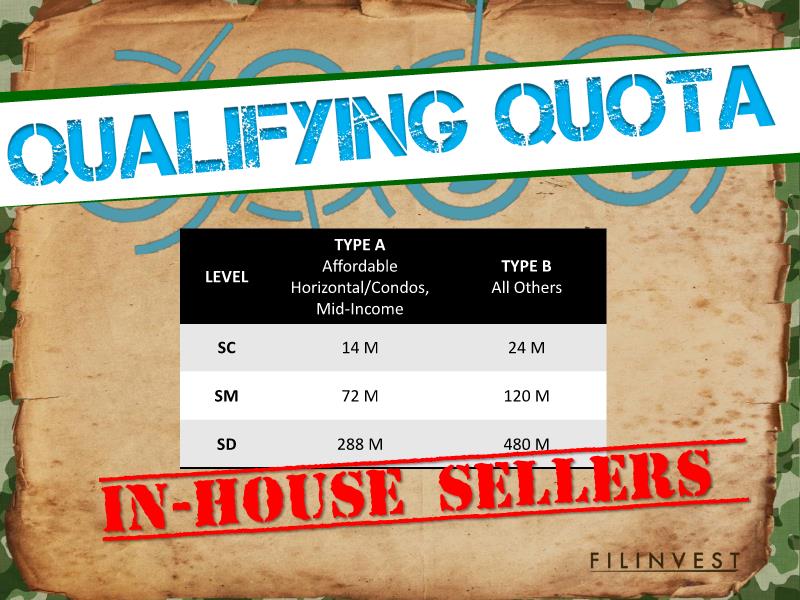 QUALIFYING QUOTA
LEVEL
TYPE A
Affordable
Horizontal/Condos,
Mid-Income
TYPE B
All Others
SC 14 M 24 M
SM 72 M 120 M
SD 288 M 480 M
IN-HOUSE SELLERS
FILINVEST